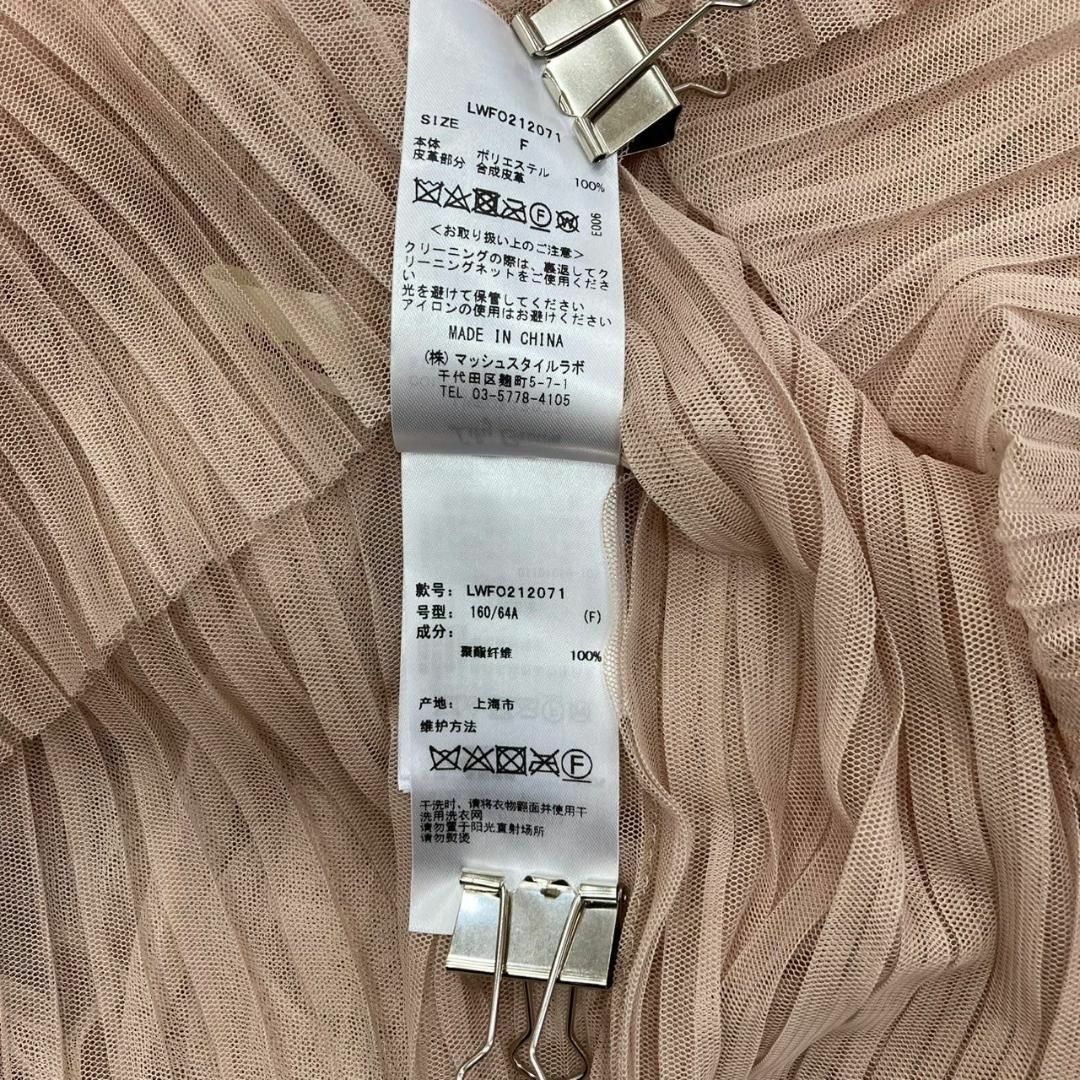 LWFO212071
SIZE F
本体 ポリエステル
皮革部分 合成皮革 100%
F W
E006
＜お取り扱い上のご注意＞
クリーニングの際は、裏返してク
リーニングネットをご使用くださ
い
光を避けて保管してください
アイロンの使用はお避けください
MADE IN CHINA
(株)マッシュスタイルラボ
千代田区麹町5-7-1
TEL 03-5778-4105
款号: LWFO212071
号型: 160/64A (F)
成分:
聚酯纤维 100%
产地: 上海市
维护方法
F
干洗时、请将衣物翻面并使用干
洗用洗衣网
请勿置于阳光直射场所
请勿熨烫